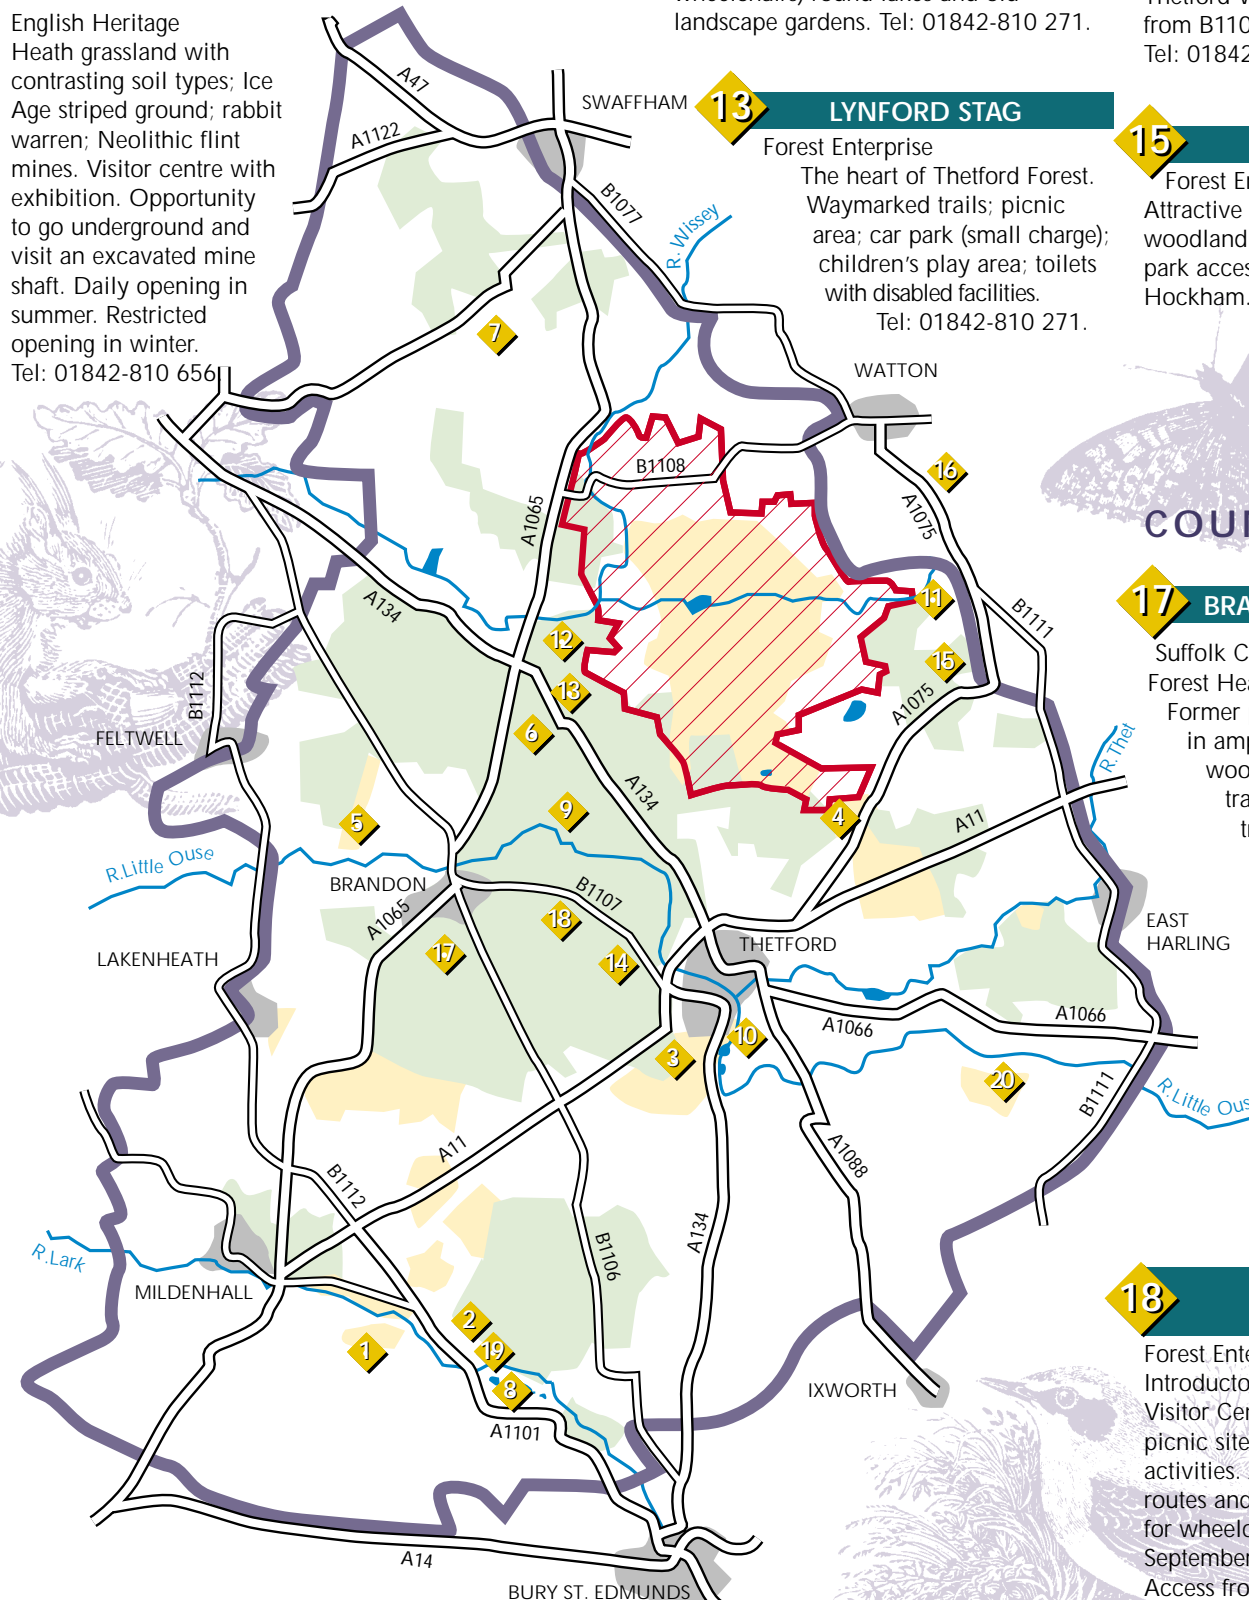 English Heritage
Heath grassland with
contrasting soil types; Ice
Age striped ground; rabbit
warren; Neolithic flint
mines. Visitor centre with
exhibition. Opportunity
to go underground and
visit an excavated mine
shaft. Daily opening in
summer. Restricted
opening in winter.
Tel: 01842-810 656
landscape gardens. Tel: 01842-810 271.
from B110
Tel: 01842
13 LYNFORD STAG
Forest Enterprise
The heart of Thetford Forest.
Waymarked trails; picnic
area; car park (small charge);
children's play area; toilets
with disabled facilities.
Tel: 01842-810 271.
15
Forest En
Attractive
woodland
park acces
Hockham.
COU
17 BRA
Suffolk C
Forest Hea
Former
in amp
woo
tra
tr
18
Forest Ente
Introducto
Visitor Cen
picnic site
activities.
routes and
for wheelc
September
Access fro
A47
SWAFFHAM
A1122
B1077
R. Wissey
7
WATTON
B1108
16
A1065
A1075
A134
11
B1111
12
15
B1112
13
A1075
FELTWELL
6
R.Thet
A134
5
9
4
A11
R.Little Ouse
BRANDON
B1107
A1065
18
EAST
HARLING
THETFORD
LAKENHEATH
17
14
A1066
A1066
10
3
20
B1111
R.Little Ous
A11
A1088
B1112
A134
B1106
R.Lark
MILDENHALL
2
1
19
8
IXWORTH
A1101
A14
BURY ST. EDMUNDS